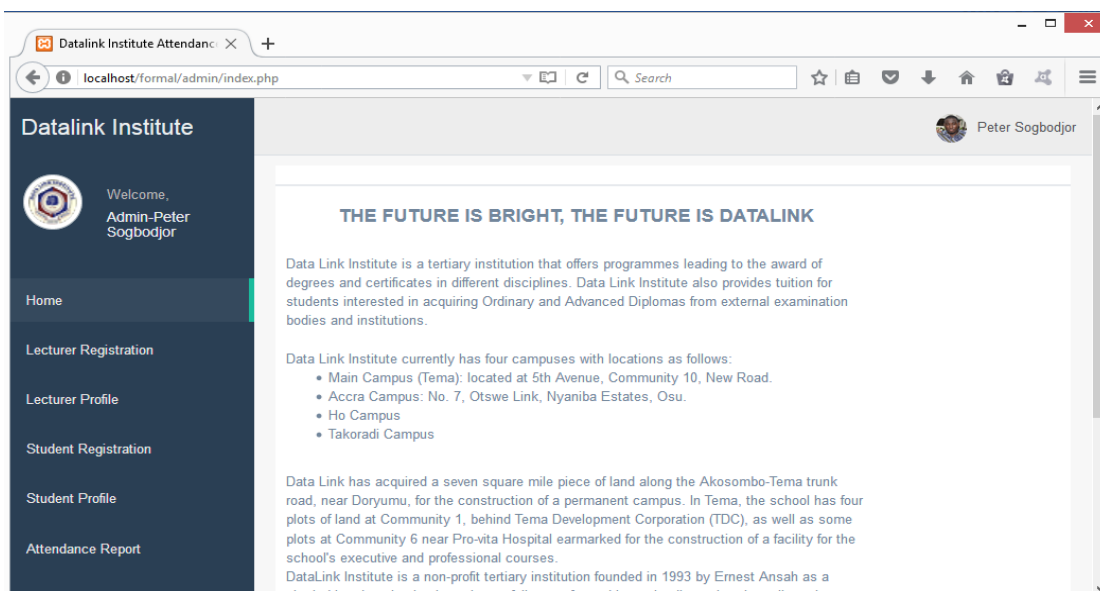 Datalink Institute Attendanc
localhost/formal/admin/index.php
Search
Datalink Institute
Peter Sogbodjor
Welcome,
Admin-Peter
Sogbodjor
Home
Lecturer Registration
Lecturer Profile
Student Registration
Student Profile
Attendance Report
THE FUTURE IS BRIGHT, THE FUTURE IS DATALINK
Data Link Institute is a tertiary institution that offers programmes leading to the award of
degrees and certificates in different disciplines. Data Link Institute also provides tuition for
students interested in acquiring Ordinary and Advanced Diplomas from external examination
bodies and institutions.
Data Link Institute currently has four campuses with locations as follows:
• Main Campus (Tema): located at 5th Avenue, Community 10, New Road.
• Accra Campus: No. 7, Otswe Link, Nyaniba Estates, Osu.
• Ho Campus
• Takoradi Campus
Data Link has acquired a seven square mile piece of land along the Akosombo-Tema trunk
road, near Doryumu, for the construction of a permanent campus. In Tema, the school has four
plots of land at Community 1, behind Tema Development Corporation (TDC), as well as some
plots at Community 6 near Pro-vita Hospital earmarked for the construction of a facility for the
school's executive and professional courses.
DataLink Institute is a non-profit tertiary institution founded in 1993 by Ernest Ansah as a